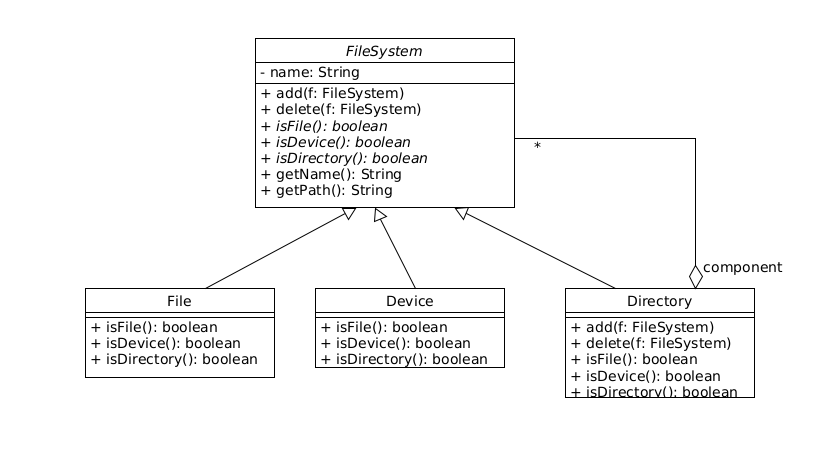 FileSystem
- name: String
+ add(f: FileSystem)
+ delete(f: FileSystem)
+ isFile(): boolean
+ isDevice(): boolean
+ isDirectory(): boolean
+ getName(): String
+ getPath(): String
*
component
File
+ isFile(): boolean
+ isDevice(): boolean
+ isDirectory(): boolean
Device
+ isFile(): boolean
+ isDevice(): boolean
+ isDirectory(): boolean
Directory
+ add(f: FileSystem)
+ delete(f: FileSystem)
+ isFile(): boolean
+ isDevice(): boolean
+ isDirectory(): boolean